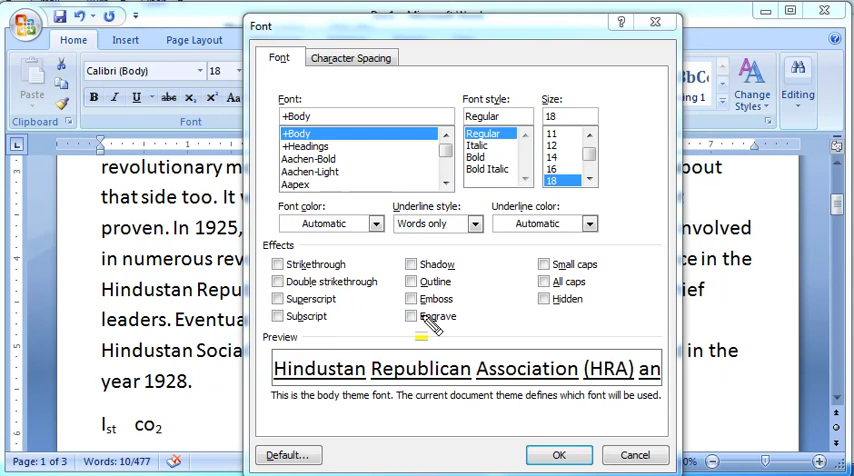 Font
Home Insert Page Layout
Font Character Spacing
Calibri (Body) 18
Paste
B I U abc X₂ X² Aa
Clipboard Font
Font: Font style: Size:
+Body Regular 18
+Body Regular 11
+Headings Italic 12
Aachen-Bold Bold 14
Aachen-Light Bold Italic 16
Aapex 18
Change Styles
Editing
Font color: Underline style: Underline color:
Automatic Words only Automatic
Effects
Strikethrough Shadow Small caps
Double strikethrough Outline All caps
Superscript Emboss Hidden
Subscript Engrave
Preview
Hindustan Republican Association (HRA) an
This is the body theme font. The current document theme defines which font will be used.
Default... OK Cancel
revolutionary m bout
that side too. It w
proven. In 1925, nvolved
in numerous rev e in the
Hindustan Repu ief
leaders. Eventua
Hindustan Socia in the
year 1928.
Ist co2
Page: 1 of 3 Words: 10/477